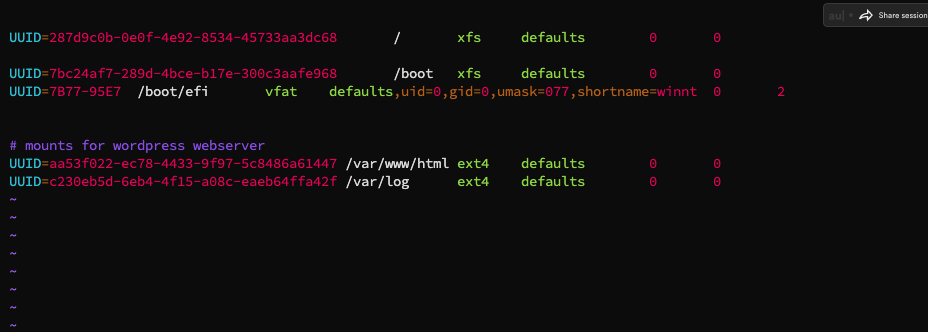 Share session
UUID=287d9c0b-0e0f-4e92-8534-45733aa3dc68 / xfs defaults 0 0
UUID=7bc24af7-289d-4bce-b17e-300c3aafe968 /boot xfs defaults 0 0
UUID=7B77-95E7 /boot/efi vfat defaults,uid=0,gid=0,umask=077,shortname=winnt 0 2
# mounts for wordpress webserver
UUID=aa53f022-ec78-4433-9f97-5c8486a61447 /var/www/html ext4 defaults 0 0
UUID=c230eb5d-6eb4-4f15-a08c-eaeb64ffa42f /var/log ext4 defaults 0 0
~
~
~
~
~
~
~
~